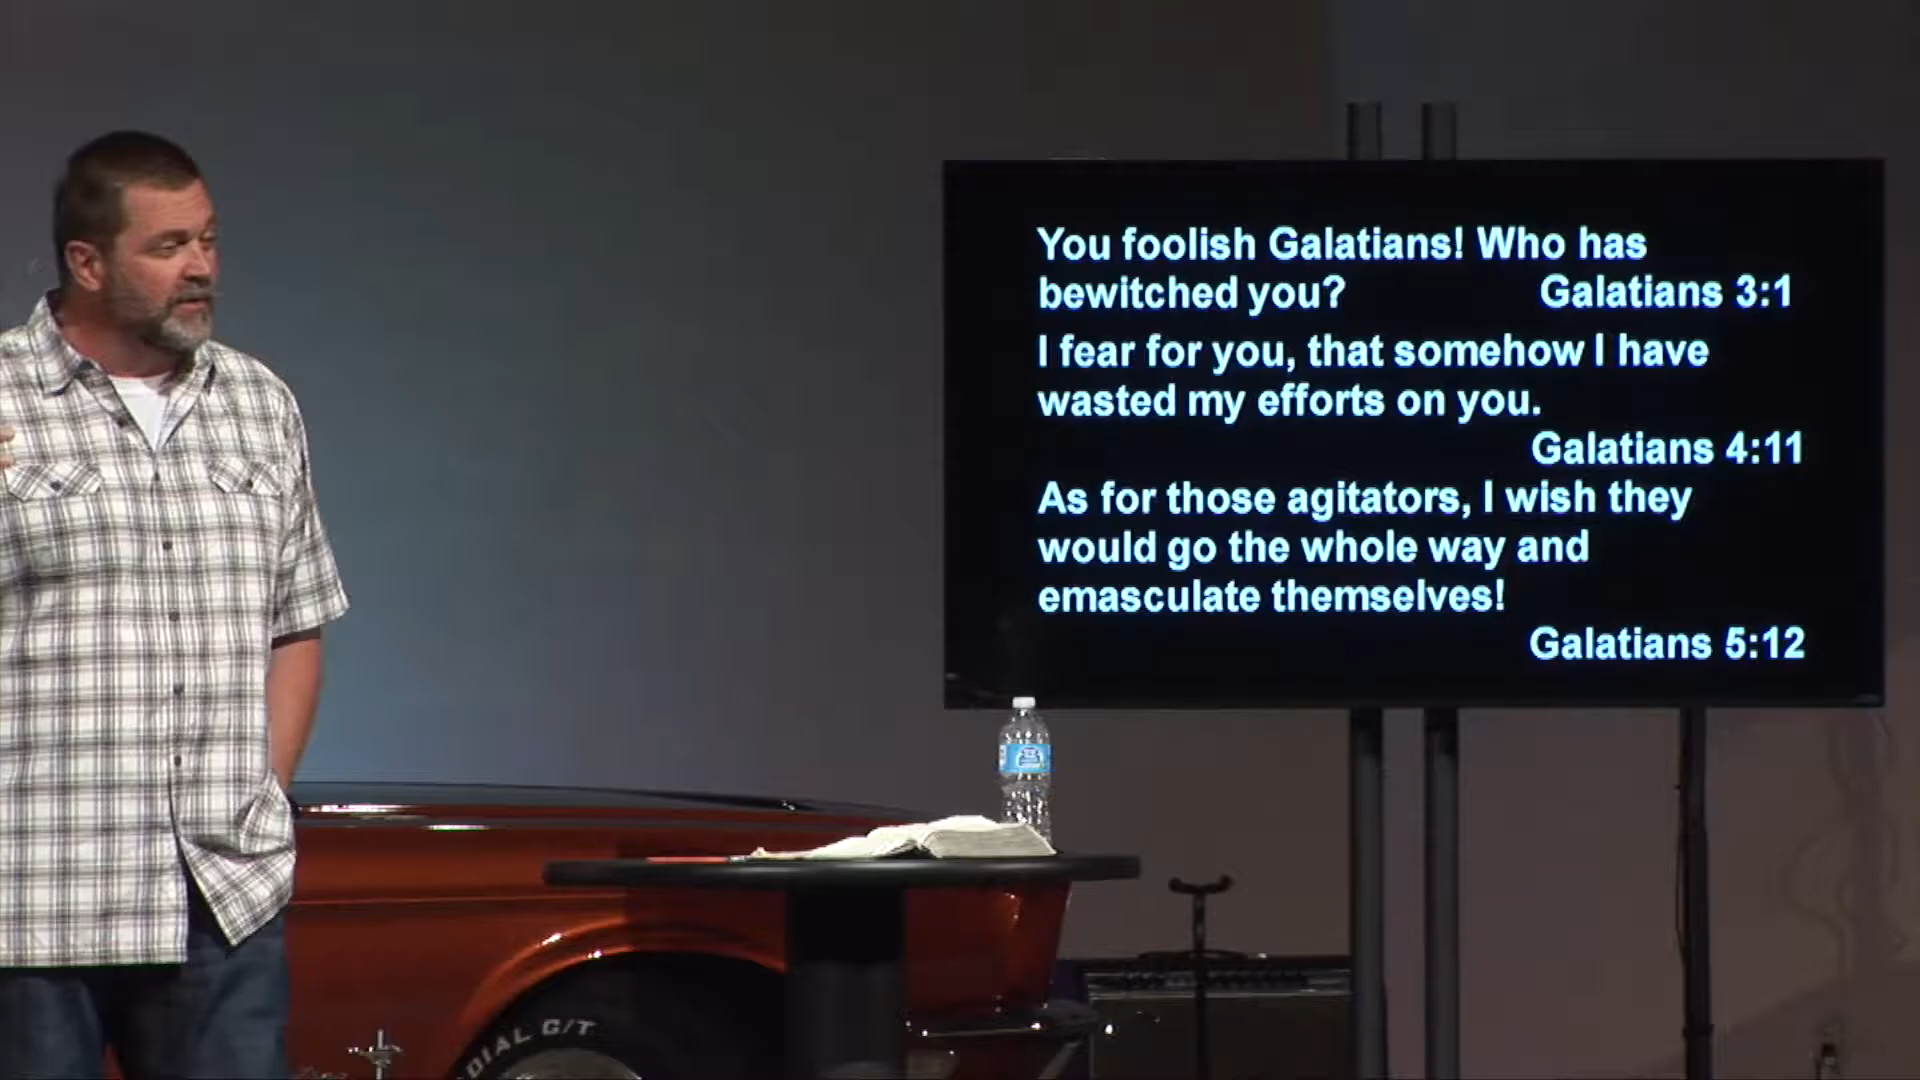 You foolish Galatians! Who has
bewitched you? Galatians 3:1
I fear for you, that somehow I have
wasted my efforts on you.
Galatians 4:11
As for those agitators, I wish they
would go the whole way and
emasculate themselves!
Galatians 5:12
DIAL G/T